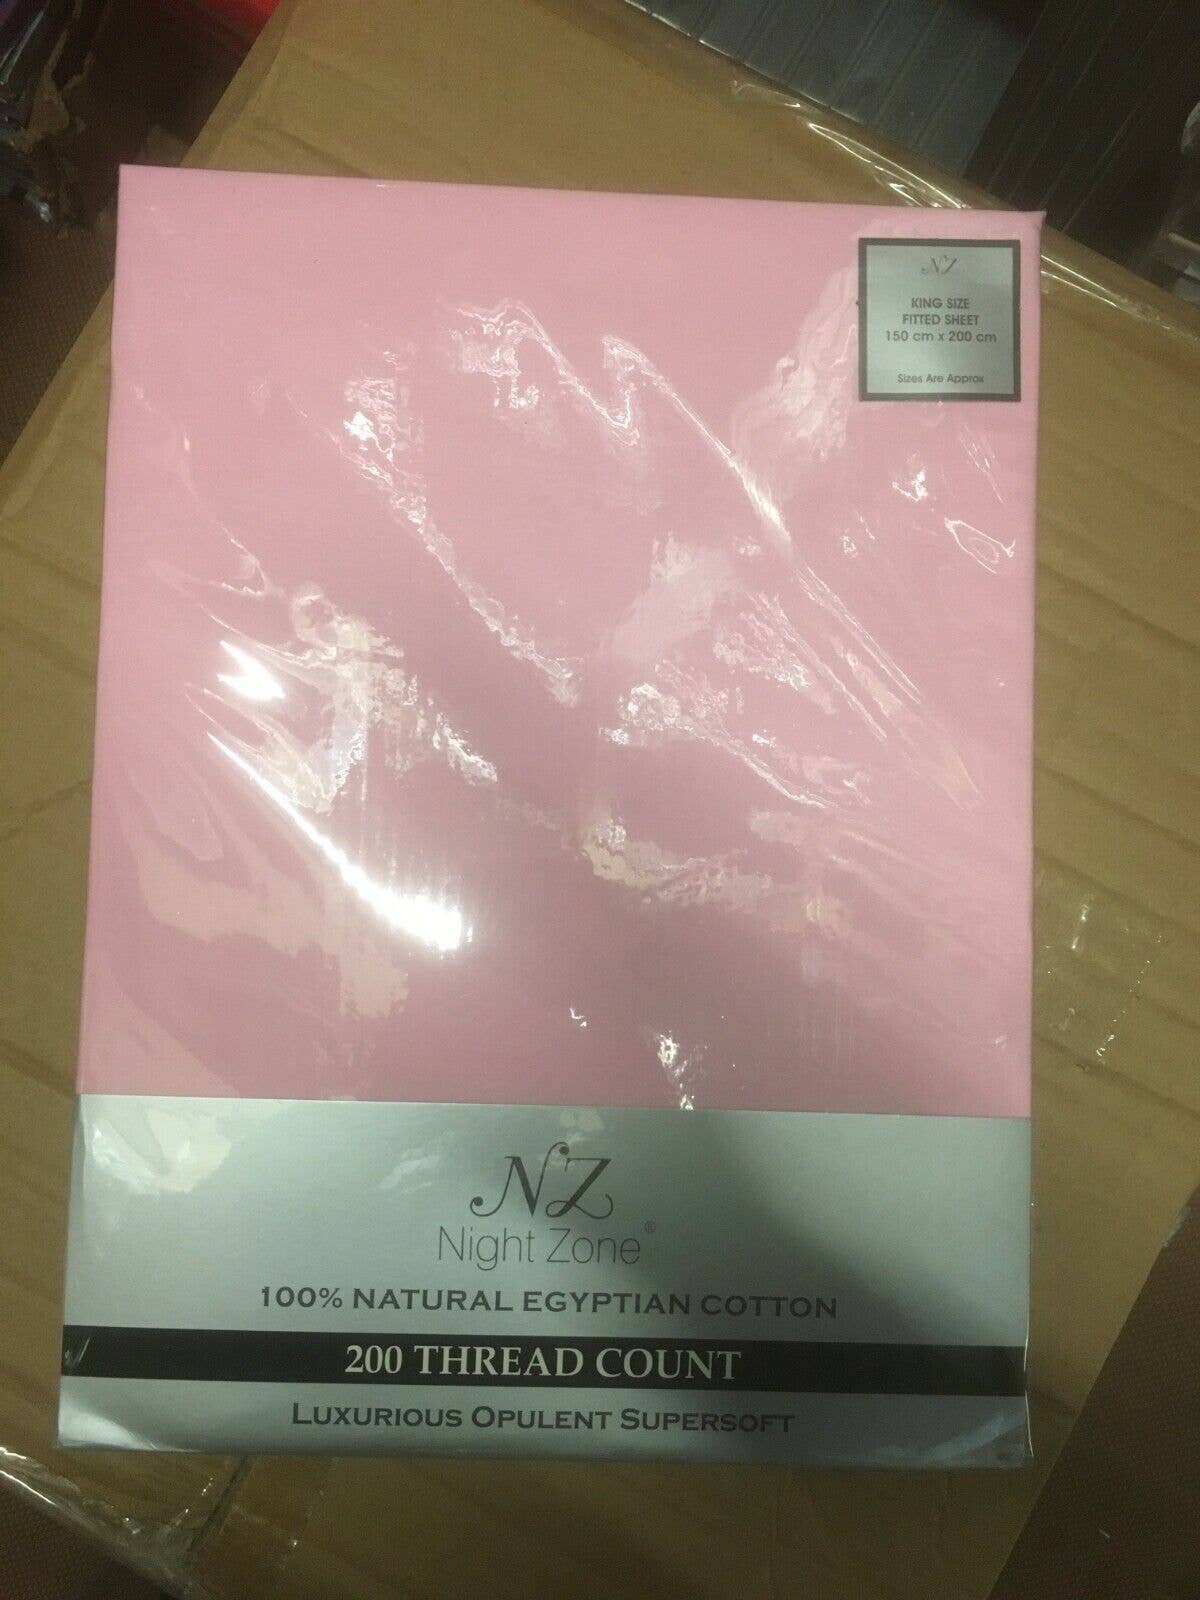 NZ
KING SIZE
FITTED SHEET
150 cm x 200 cm
Sizes Are Approx
NZ
Night Zone®
100% NATURAL EGYPTIAN COTTON
200 THREAD COUNT
LUXURIOUS OPULENT SUPERSOFT